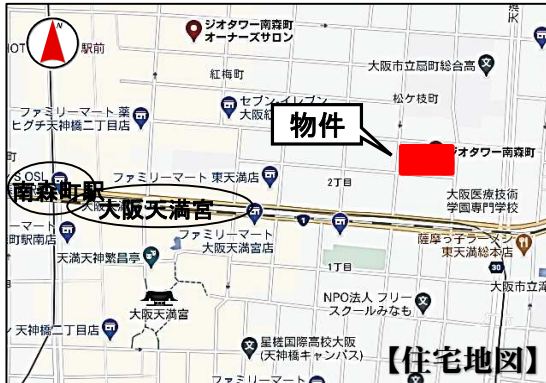 ジオタワー南森町
オーナーズサロン
駅前
紅梅町
大阪市立扇町総合高
松ケ枝町
ファミリーマート 薬
ヒグチ天神橋二丁目店
セブン-イレブン
物件
ジオタワー南森町
ファミリーマート 東天満店
2丁目
南森町駅
大阪天満宮
大阪医療技術
学園専門学校
1
町駅南店
ファミリーマート
大阪天満宮店
薩摩っ子ラーメン
東天満総本店
天満天神繁昌亭
1丁目
30
大阪天満宮
NPO法人 フリー
スクールみなも
天神橋二丁目店
星槎国際高校大阪
(天神橋キャンパス)
【住宅地図】
ファミリーマート